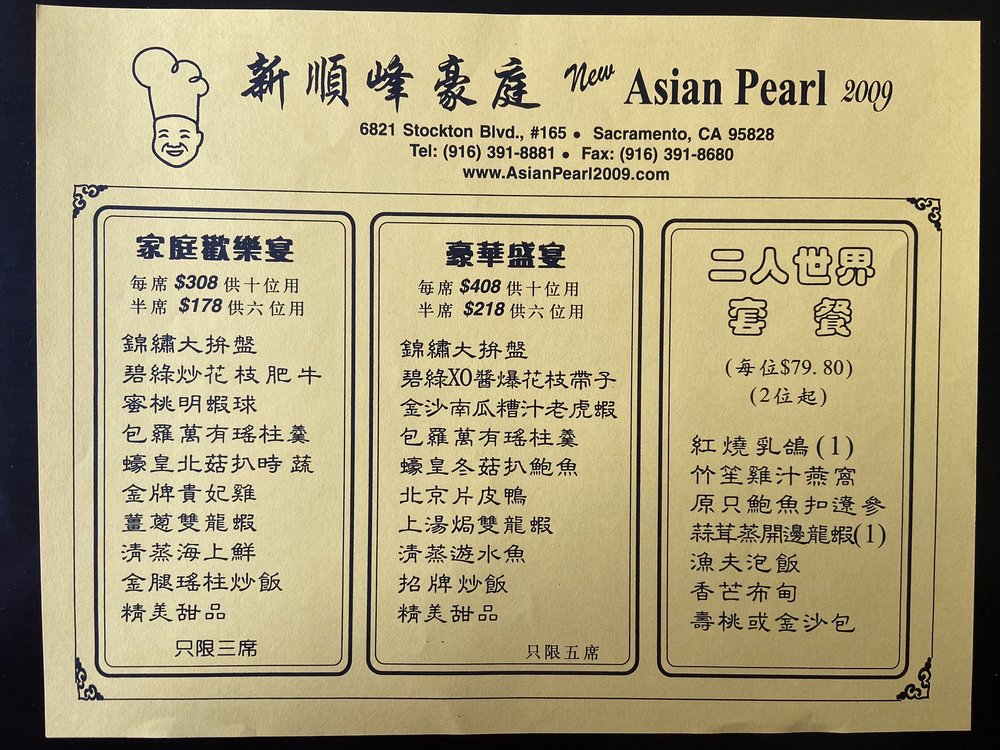 新順峰豪庭 New Asian Pearl 2009
6821 Stockton Blvd., #165 • Sacramento, CA 95828
Tel: (916) 391-8881 • Fax: (916) 391-8680
www.AsianPearl2009.com
家庭歡樂宴
每席 $308 供十位用
半席 $178 供六位用
錦繡大拚盤
碧綠炒花枝肥牛
蜜桃明蝦球
包羅萬有瑤柱羹
蠔皇北菇扒時蔬
金牌貴妃雞
薑蔥雙龍蝦
清蒸海上鮮
金腿瑤柱炒飯
精美甜品
只限三席
豪華盛宴
每席 $408 供十位用
半席 $218 供六位用
錦繡大拚盤
碧綠XO醬爆花枝帶子
金沙南瓜糟汁老虎蝦
包羅萬有瑤柱羹
蠔皇冬菇扒鮑魚
北京片皮鴨
上湯焗雙龍蝦
清蒸遊水魚
招牌炒飯
精美甜品
只限五席
二人世界
套餐
(每位$79.80)
(2位起)
紅燒乳鴿(1)
竹笙雞汁燕窩
原只鮑魚扣遼參
蒜茸蒸開邊龍蝦(1)
漁夫泡飯
香芒布甸
壽桃或金沙包